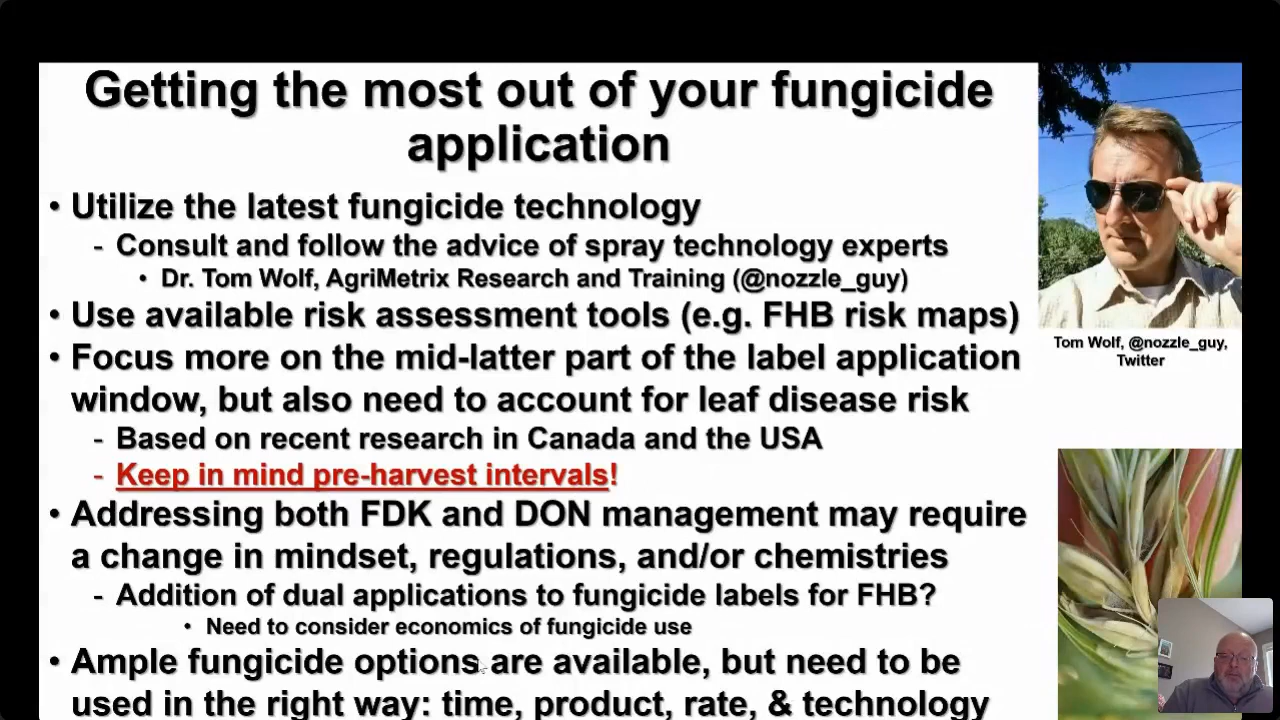 Getting the most out of your fungicide
application
• Utilize the latest fungicide technology
- Consult and follow the advice of spray technology experts
• Dr. Tom Wolf, AgriMetrix Research and Training (@nozzle_guy)
• Use available risk assessment tools (e.g. FHB risk maps)
• Focus more on the mid-latter part of the label application
window, but also need to account for leaf disease risk
- Based on recent research in Canada and the USA
- Keep in mind pre-harvest intervals!
• Addressing both FDK and DON management may require
a change in mindset, regulations, and/or chemistries
- Addition of dual applications to fungicide labels for FHB?
• Need to consider economics of fungicide use
• Ample fungicide options are available, but need to be
used in the right way: time, product, rate, & technology
Tom Wolf, @nozzle_guy,
Twitter